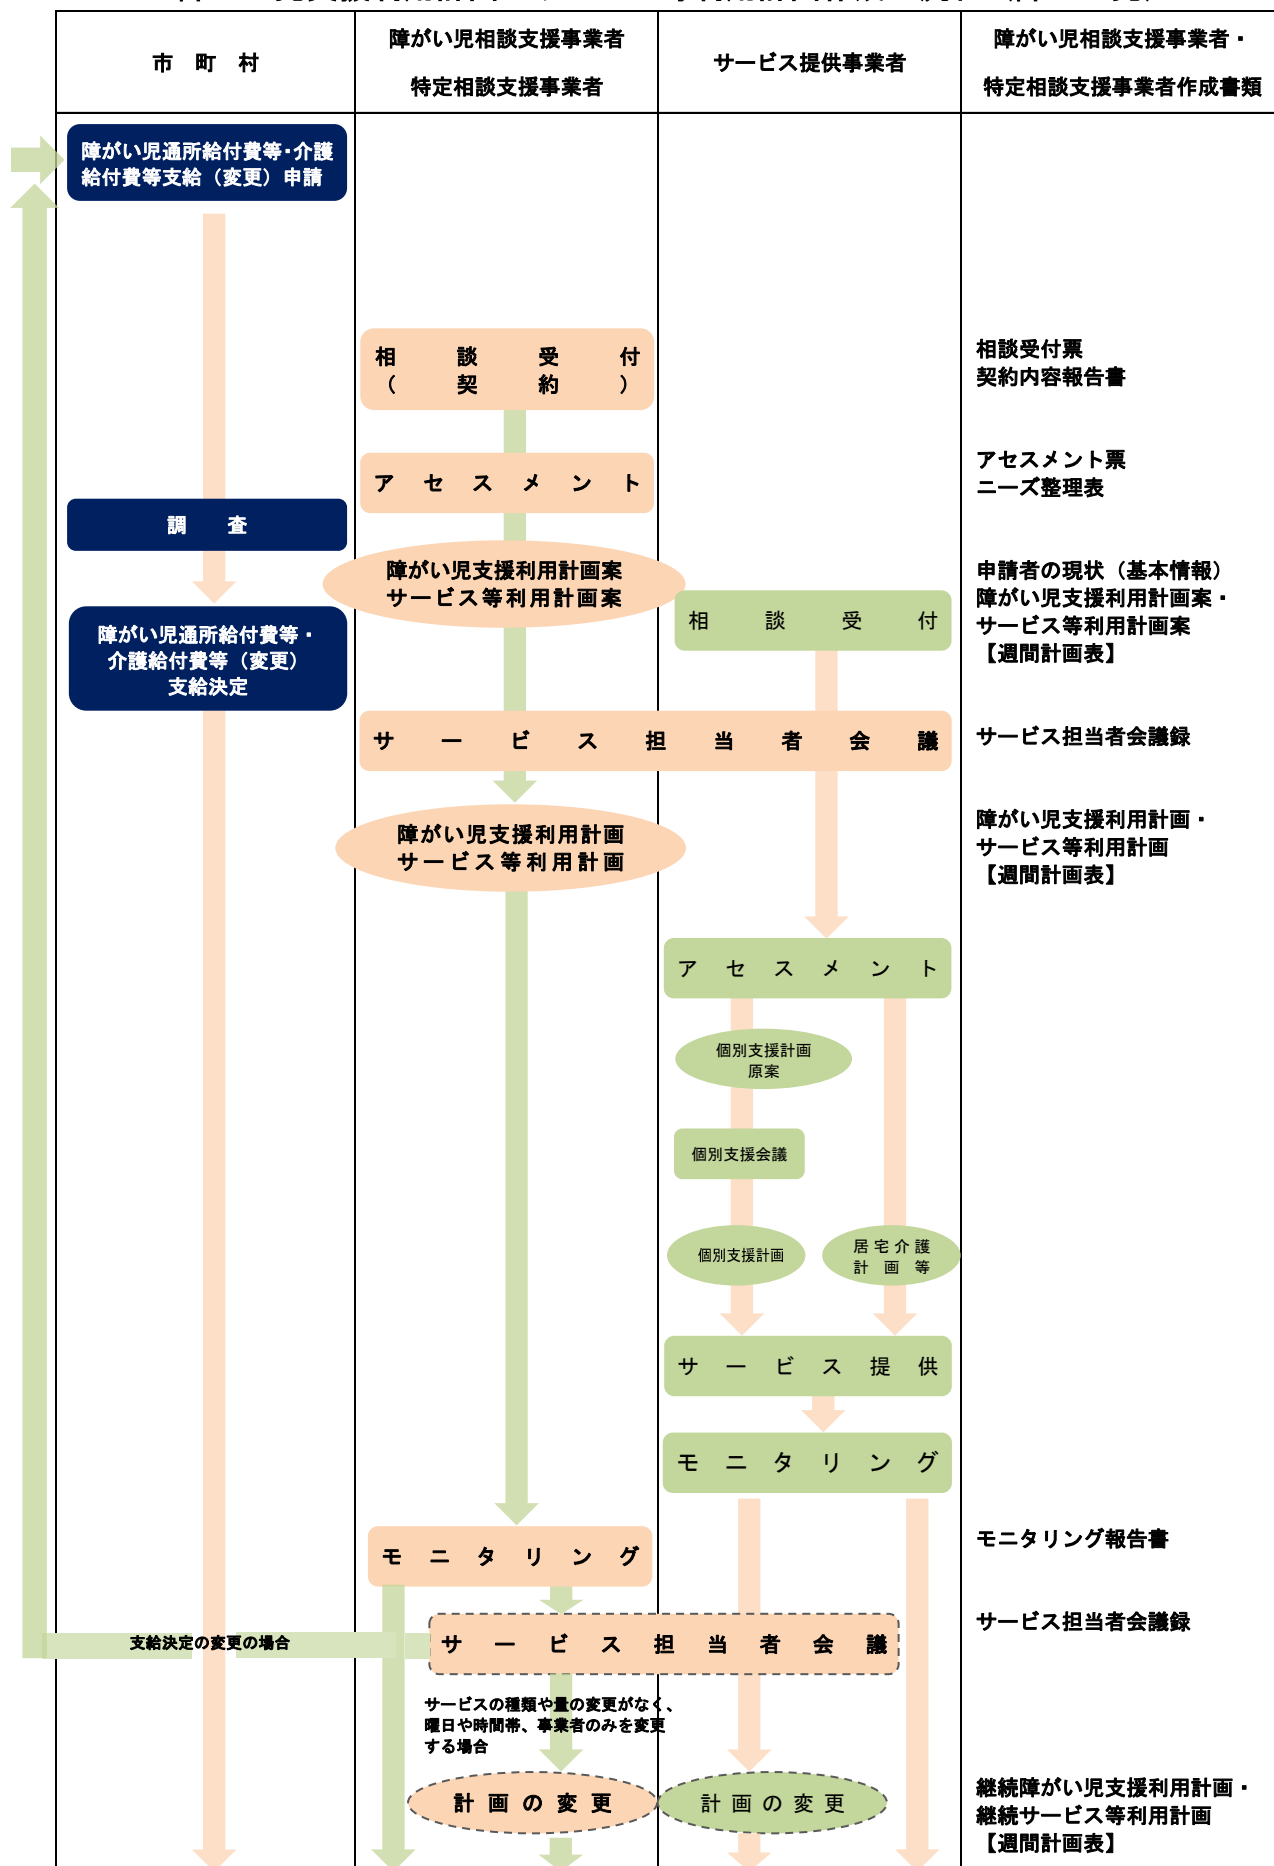 市　町　村
障がい児相談支援事業者
特定相談支援事業者
サービス提供事業者
障がい児相談支援事業者・
特定相談支援事業者作成書類
障がい児通所給付費等・介護
給付費等支給（変更）申請
相談受付
（契約）
相談受付票
契約内容報告書
アセスメント
アセスメント票
ニーズ整理表
調　査
障がい児支援利用計画案
サービス等利用計画案
相談受付
申請者の現状（基本情報）
障がい児支援利用計画案・
サービス等利用計画案
【週間計画表】
障がい児通所給付費等・
介護給付費等（変更）
支給決定
サービス担当者会議
サービス担当者会議録
障がい児支援利用計画
サービス等利用計画
障がい児支援利用計画・
サービス等利用計画
【週間計画表】
アセスメント
個別支援計画
原案
個別支援会議
個別支援計画
居宅介護
計画等
サービス提供
モニタリング
モニタリング
モニタリング報告書
支給決定の変更の場合
サービス担当者会議
サービス担当者会議録
サービスの種類や量の変更がなく、
曜日や時間帯、事業者のみを変更
する場合
計画の変更
計画の変更
継続障がい児支援利用計画・
継続サービス等利用計画
【週間計画表】